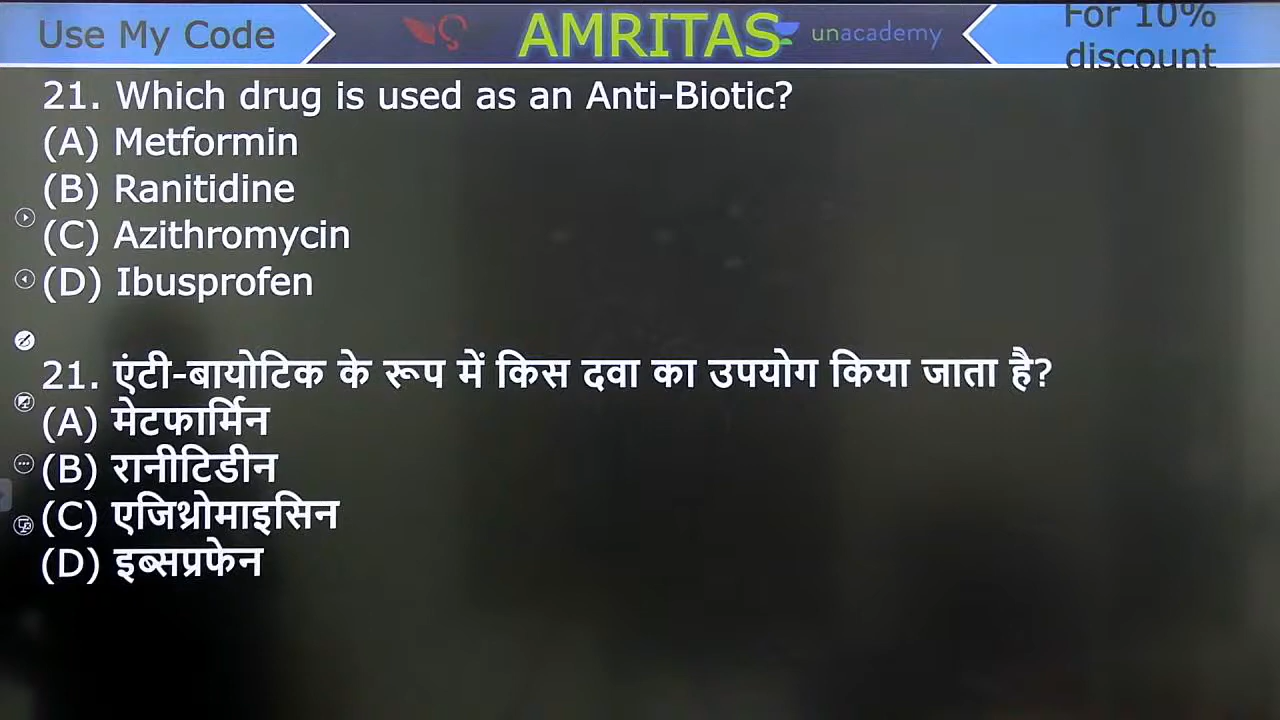 Use My Code
AMRITAS
unacademy
For 10%
discount
21. Which drug is used as an Anti-Biotic?
(A) Metformin
(B) Ranitidine
(C) Azithromycin
(D) Ibusprofen
21. एंटी-बायोटिक के रूप में किस दवा का उपयोग किया जाता है?
(A) मेटफार्मिन
(B) रानीटिडीन
(C) एजिथ्रोमाइसिन
(D) इब्सप्रफेन